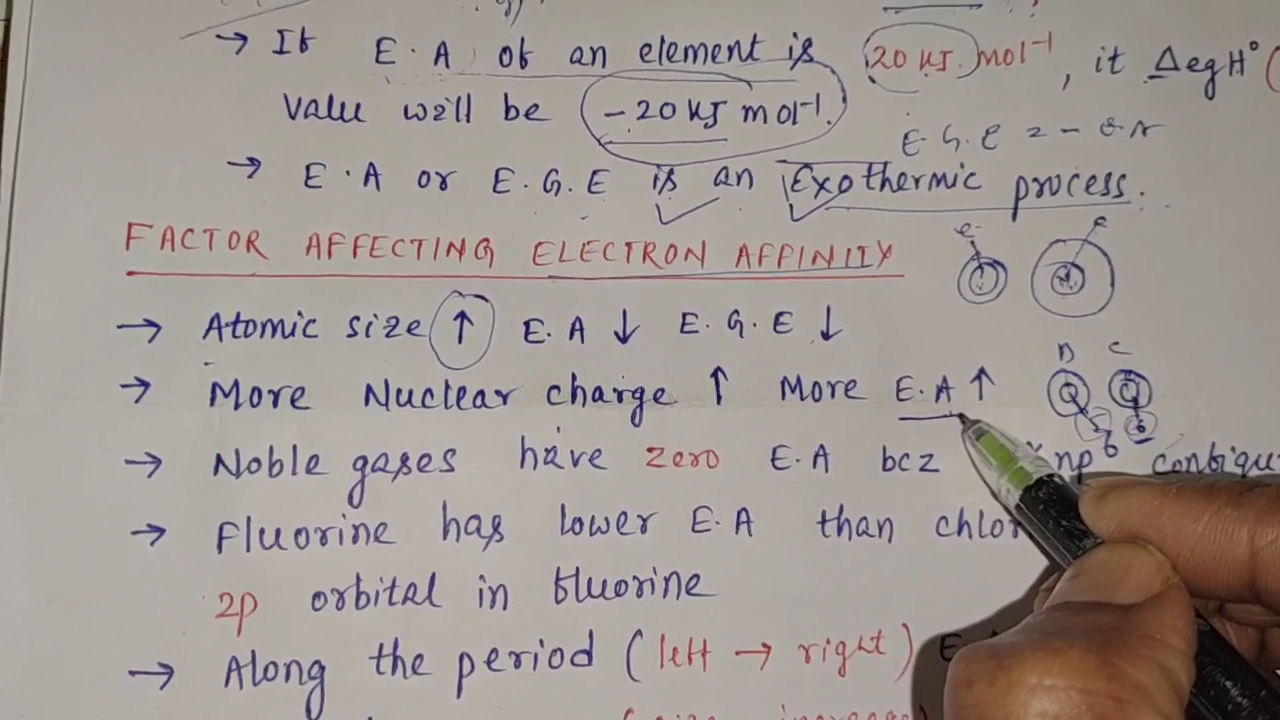 → If E.A of an element is 20 KJ mol⁻¹, it ΔegH°(
Value will be -20 KJ mol⁻¹.
→ E.A or E.G.E is an Exothermic process.
FACTOR AFFECTING ELECTRON AFFINITY
e-
→ Atomic size ↑ E.A ↓ E.G.E ↓
B C
→ More Nuclear charge ↑ More E.A ↑
→ Noble gases have zero E.A bcz np⁶
→ Fluorine has lower E.A than
2p orbital in fluorine
→ Along the period (left → right)